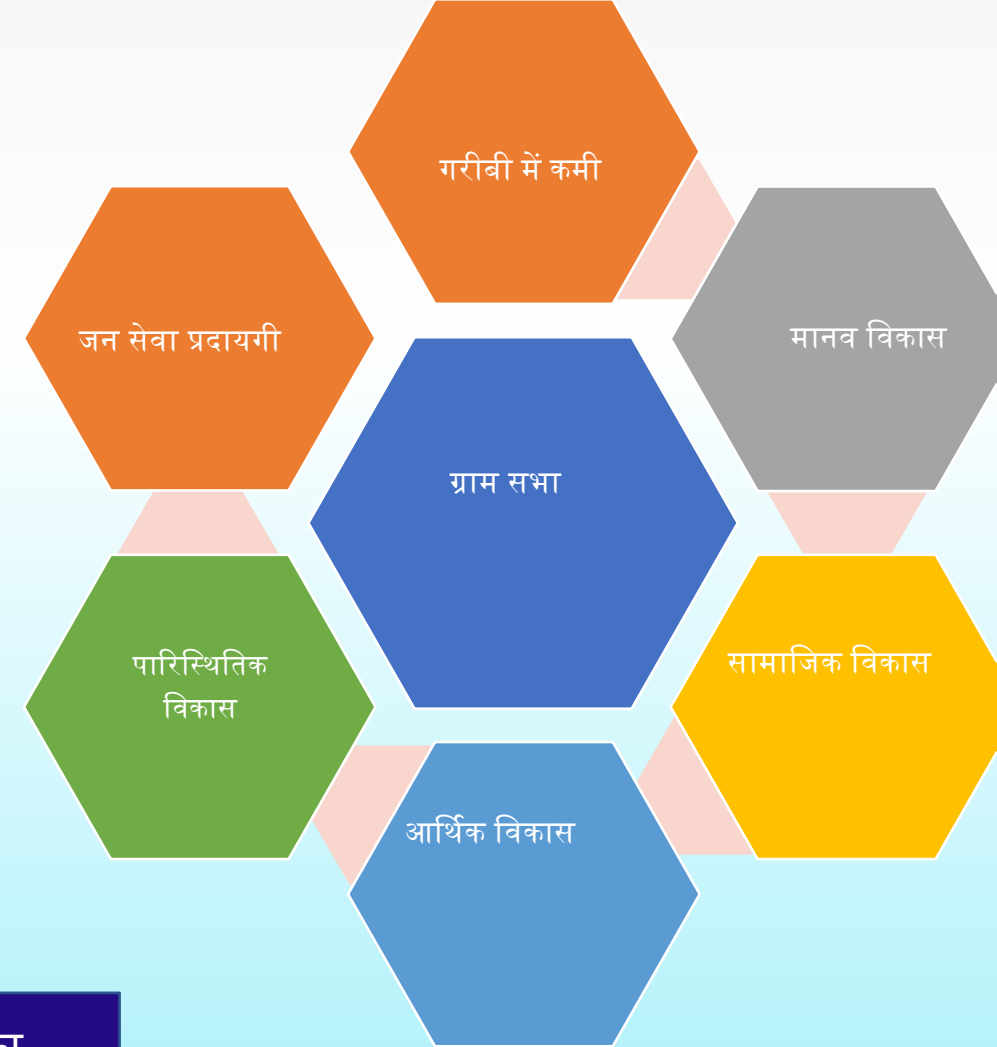 गरीबी में कमी
जन सेवा प्रदायगी
मानव विकास
ग्राम सभा
पारिस्थितिक
विकास
सामाजिक विकास
आर्थिक विकास